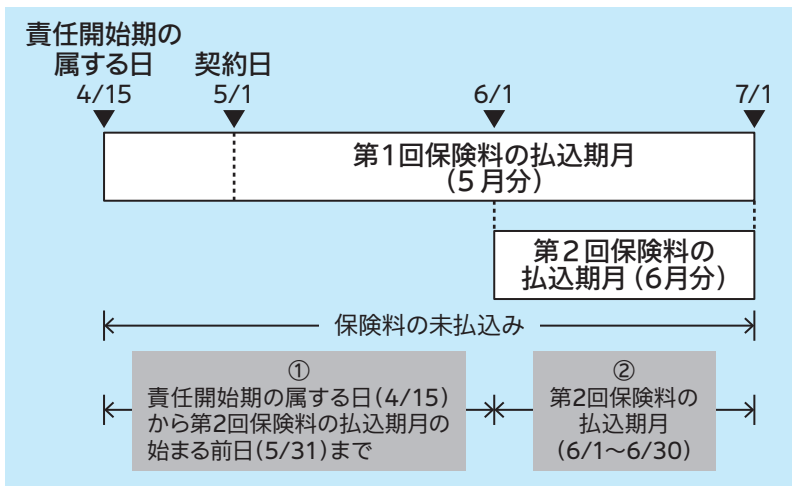 責任開始期の
属する日
4/15
契約日
5/1
6/1
7/1
第1回保険料の払込期月
(5月分)
第2回保険料の
払込期月(6月分)
保険料の未払込み
①
責任開始期の属する日(4/15)
から第2回保険料の払込期月の
始まる前日(5/31)まで
②
第2回保険料の
払込期月
(6/1～6/30)